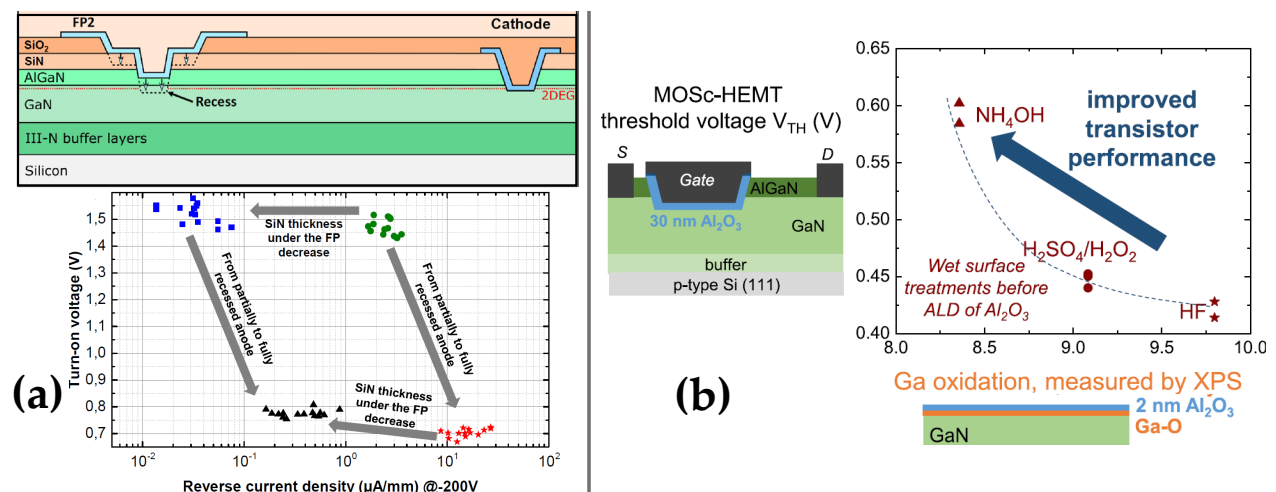 FP2
Cathode
SiO2
SiN
AlGaN
GaN
2DEG
Recess
III-N buffer layers
Silicon
Turn-on voltage (V)
1,5
1,4
1,3
1,2
1,1
1,0
0,9
0,8
0,7
SiN thickness
under the FP
decrease
From partially to fully
recessed anode
From partially to fully
recessed anode
SiN thickness
under the FP
decrease
10-2
10-1
100
101
102
Reverse current density (µA/mm) @-200V
(a)
MOSc-HEMT
threshold voltage VTH (V)
S
D
Gate
AlGaN
30 nm Al2O3
GaN
buffer
p-type Si (111)
(b)
0.65
0.60
0.55
0.50
0.45
0.40
NH4OH
improved
transistor
performance
H2SO4/H2O2
Wet surface
treatments before
ALD of Al2O3
HF
8.0
8.5
9.0
9.5
10.0
Ga oxidation, measured by XPS
2 nm Al2O3
Ga-O
GaN